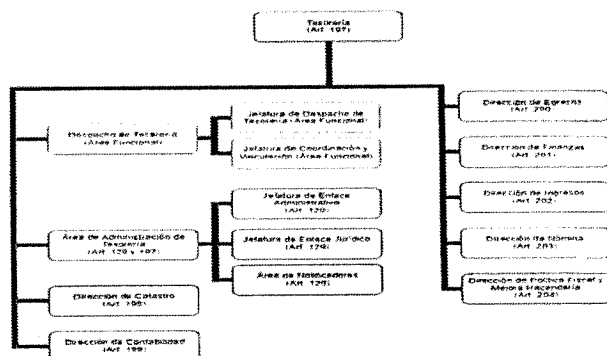 Tesorería
(Art. 197)
Despacho de Tesorería
(Área Funcional)
Jefatura de Despacho de
Tesorería (Área Funcional)
Jefatura de Coordinación y
Vinculación (Área Funcional)
Área de Administración de
Tesorería
(Art. 129 y 197)
Jefatura de Enlace
Administrativo
(Art. 129)
Jefatura de Enlace Jurídico
(Art. 129)
Área de Notificadores
(Art. 129)
Dirección de Catastro
(Art. 198)
Dirección de Contabilidad
(Art. 199)
Dirección de Egresos
(Art. 200)
Dirección de Finanzas
(Art. 201)
Dirección de Ingresos
(Art. 202)
Dirección de Nómina
(Art. 203)
Dirección de Política Fiscal y
Mejora Hacendaria
(Art. 204)